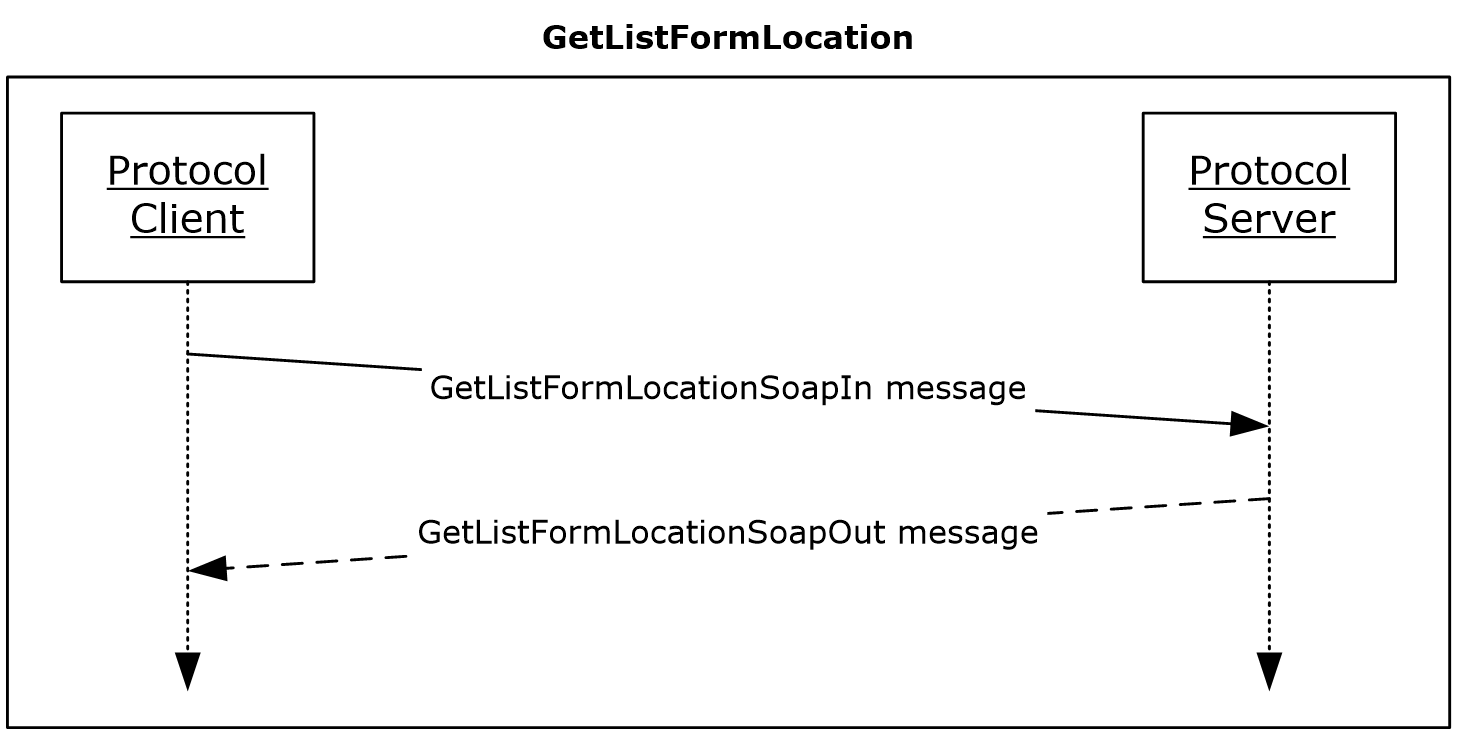 GetListFormLocation
Protocol
Client
Protocol
Server
GetListFormLocationSoapIn message
GetListFormLocationSoapOut message